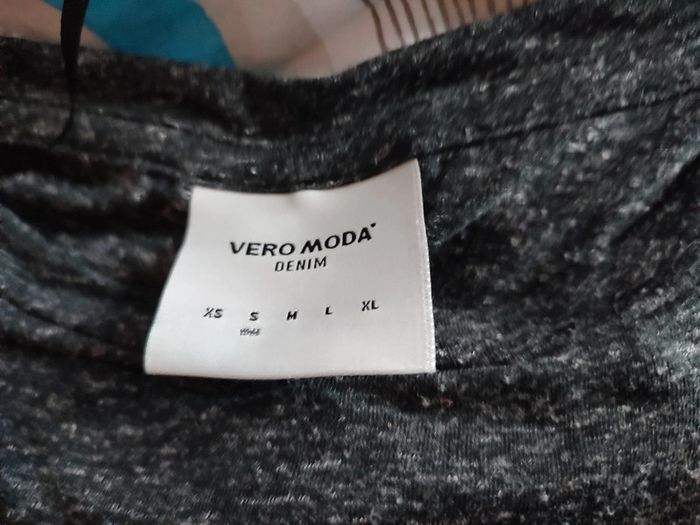 VERO MODA
DENIM
XS S M L XL